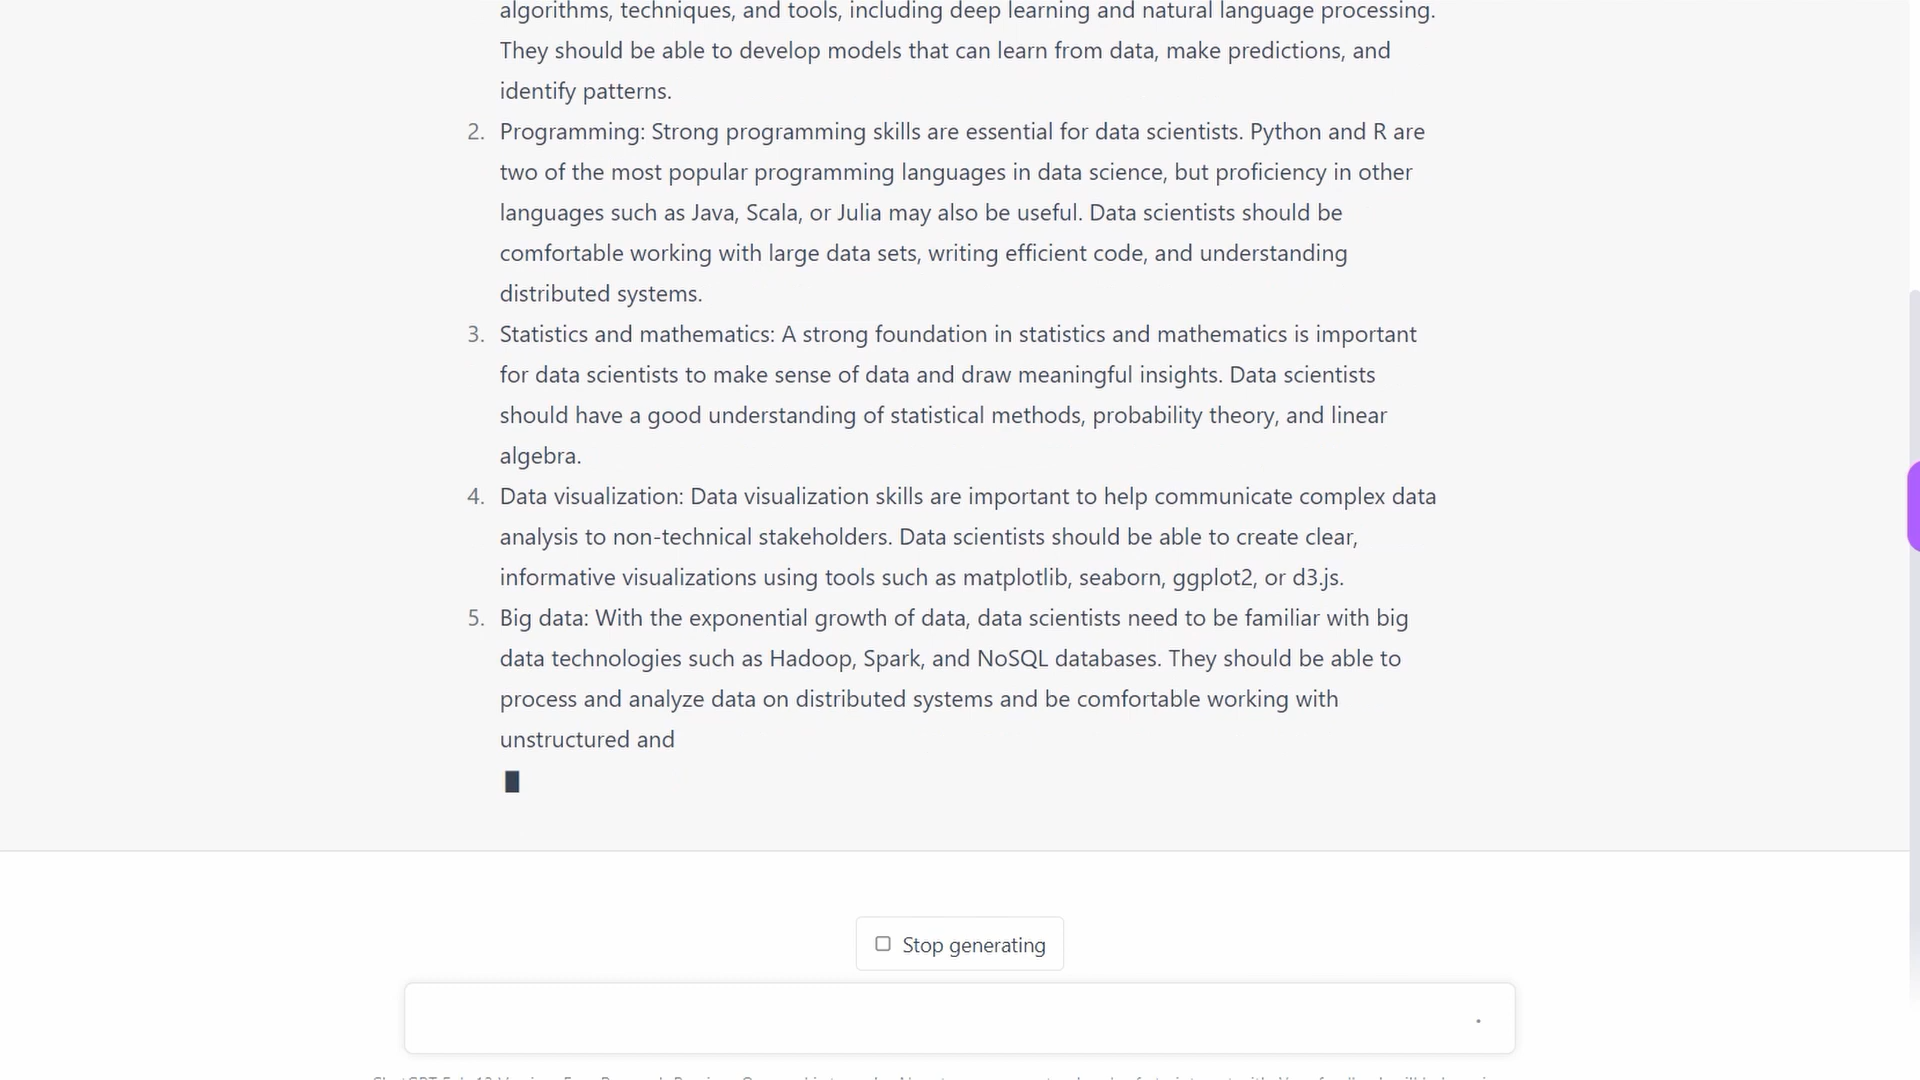 algorithms, techniques, and tools, including deep learning and natural language processing.
They should be able to develop models that can learn from data, make predictions, and
identify patterns.
2. Programming: Strong programming skills are essential for data scientists. Python and R are
two of the most popular programming languages in data science, but proficiency in other
languages such as Java, Scala, or Julia may also be useful. Data scientists should be
comfortable working with large data sets, writing efficient code, and understanding
distributed systems.
3. Statistics and mathematics: A strong foundation in statistics and mathematics is important
for data scientists to make sense of data and draw meaningful insights. Data scientists
should have a good understanding of statistical methods, probability theory, and linear
algebra.
4. Data visualization: Data visualization skills are important to help communicate complex data
analysis to non-technical stakeholders. Data scientists should be able to create clear,
informative visualizations using tools such as matplotlib, seaborn, ggplot2, or d3.js.
5. Big data: With the exponential growth of data, data scientists need to be familiar with big
data technologies such as Hadoop, Spark, and NoSQL databases. They should be able to
process and analyze data on distributed systems and be comfortable working with
unstructured and
Stop generating